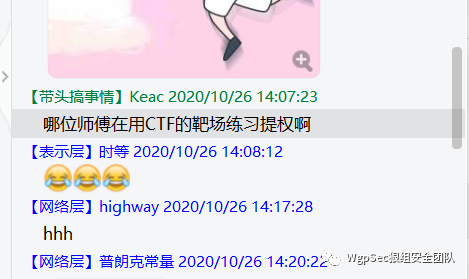 【带头搞事情】Keac 2020/10/26 14:07:23
哪位师傅在用CTF的靶场练习提权啊
【表示层】时等 2020/10/26 14:08:12
【网络层】highway 2020/10/26 14:17:28
hhh
【网络层】普朗克常量 2020/10/26 14:20:22
WgpSec狼组安全团队